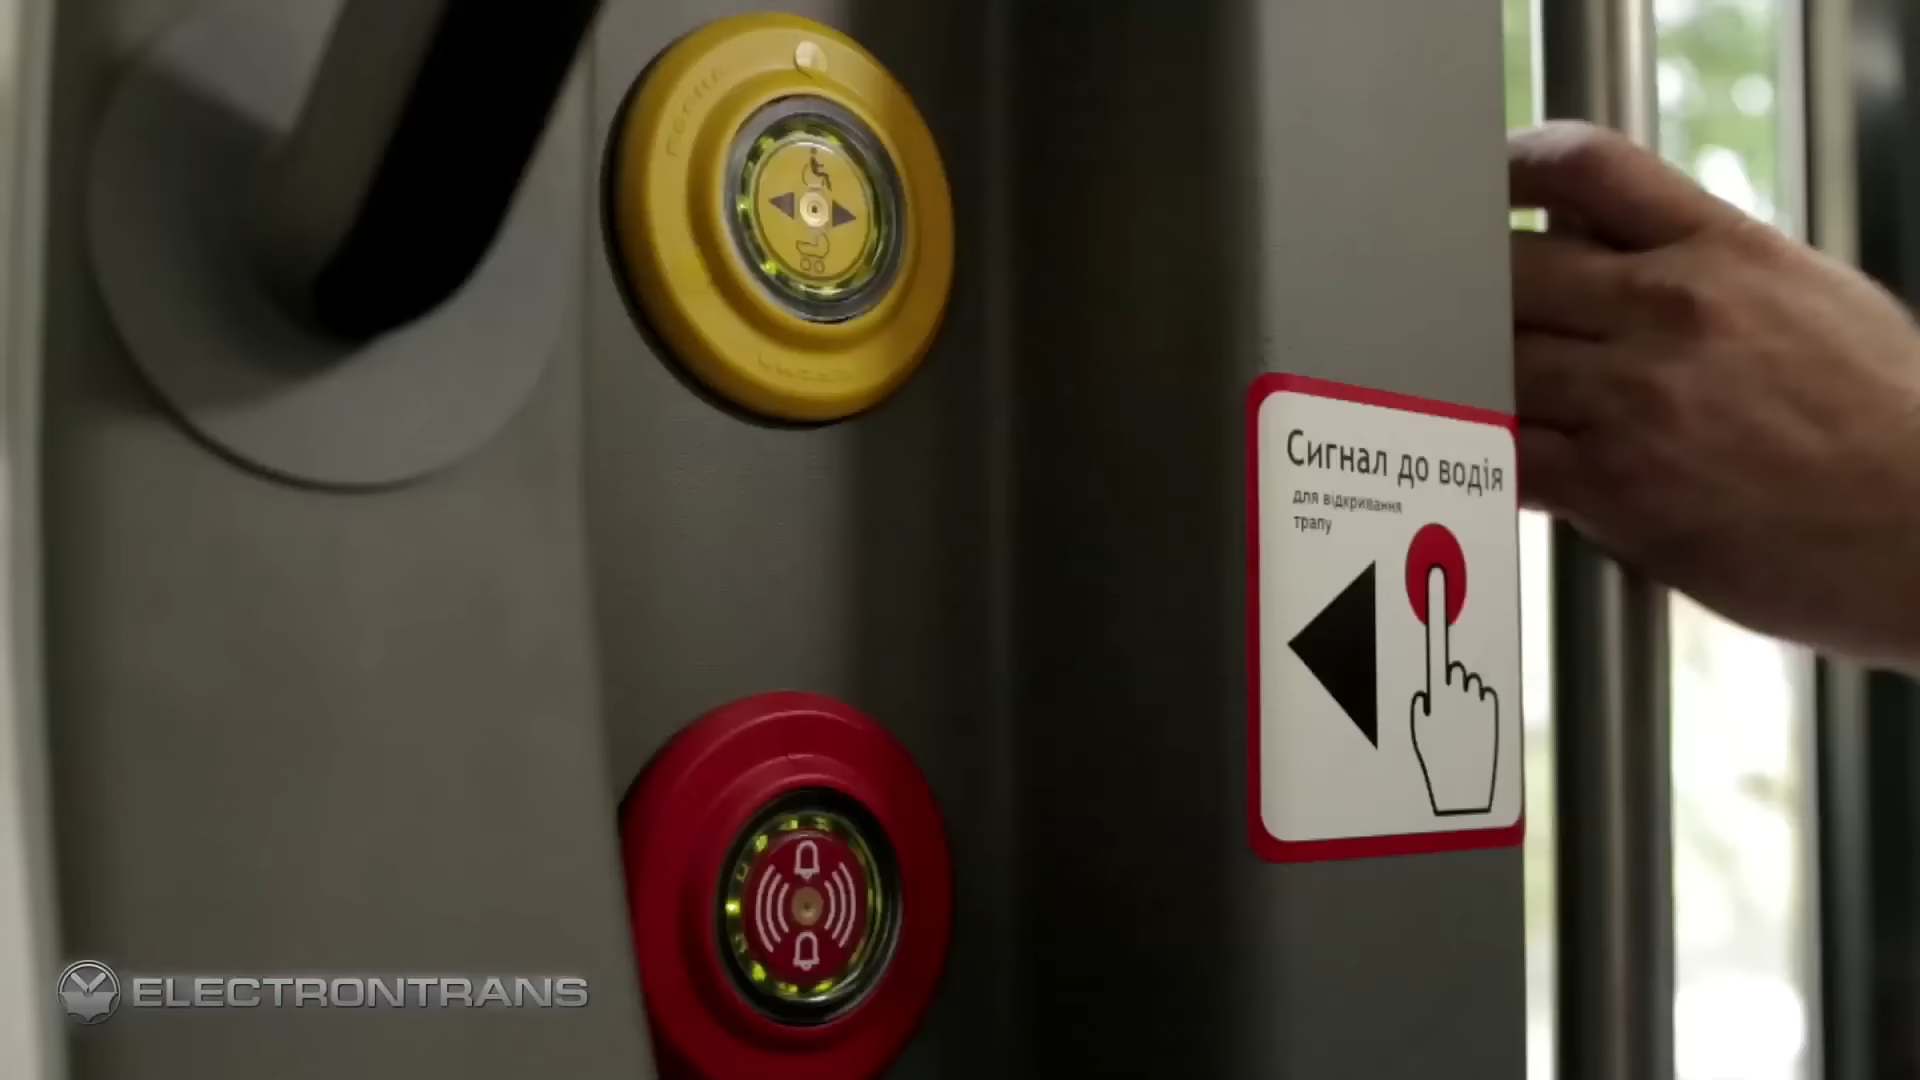 Сигнал до водія
для відкривання
трапу
ELECTRONTRANS